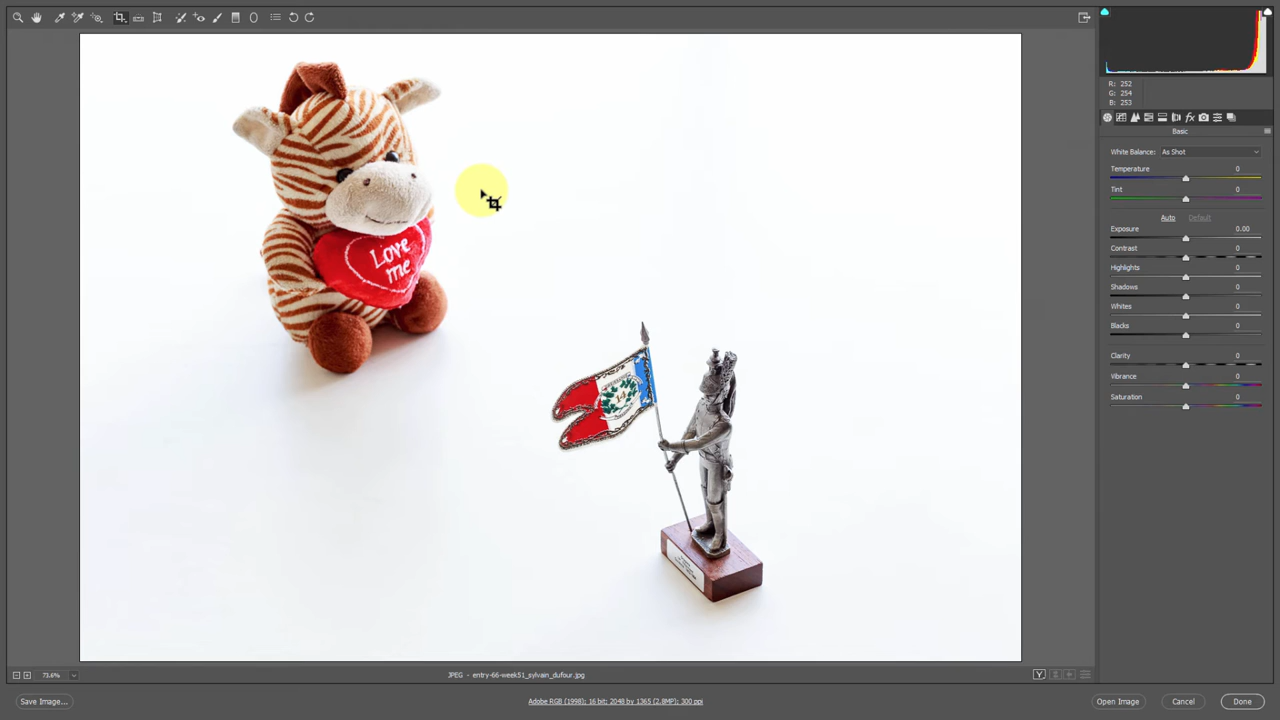 R: 252
G: 254
B: 253
Basic
White Balance: As Shot
Temperature 0
Tint 0
Auto Default
Exposure 0.00
Contrast 0
Highlights 0
Shadows 0
Whites 0
Blacks 0
Clarity 0
Vibrance 0
Saturation 0
Love
me
73.6%
JPEG - entry-66-week51_sylvain_dufour.jpg
Save Image...
Adobe RGB (1998); 16 bit; 2048 by 1365 (2.8MP); 300 ppi
Open Image
Cancel
Done